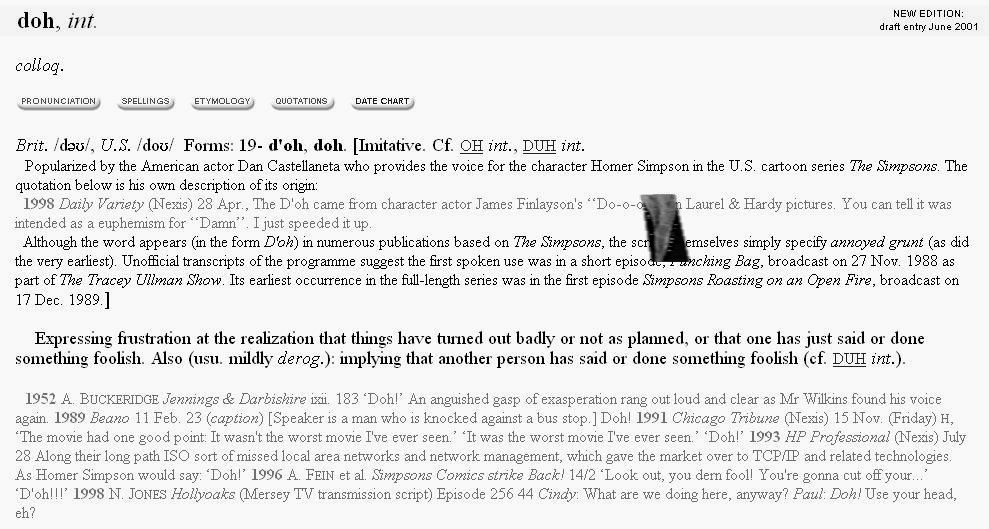 doh, int.
NEW EDITION:
draft entry June 2001
colloq.
PRONUNCIATION SPELLINGS ETYMOLOGY QUOTATIONS DATE CHART
Brit. /dəʊ/, U.S. /doʊ/ Forms: 19- d'oh, doh. [Imitative. Cf. OH int., DUH int.
Popularized by the American actor Dan Castellaneta who provides the voice for the character Homer Simpson in the U.S. cartoon series The Simpsons. The
quotation below is his own description of its origin:
1998 Daily Variety (Nexis) 28 Apr., The D'oh came from character actor James Finlayson's ‘‘Do-o-o Laurel & Hardy pictures. You can tell it was
intended as a euphemism for ‘‘Damn’’. I just speeded it up.
Although the word appears (in the form D'oh) in numerous publications based on The Simpsons, the simply specify annoyed grunt (as did
the very earliest). Unofficial transcripts of the programme suggest the first spoken use was in a short episode, Punching Bag, broadcast on 27 Nov. 1988 as
part of The Tracey Ullman Show. Its earliest occurrence in the full-length series was in the first episode Simpsons Roasting on an Open Fire, broadcast on
17 Dec. 1989.]
Expressing frustration at the realization that things have turned out badly or not as planned, or that one has just said or done
something foolish. Also (usu. mildly derog.): implying that another person has said or done something foolish (cf. DUH int.).
1952 A. BUCKERIDGE Jennings & Darbishire ixii. 183 ‘Doh!’ An anguished gasp of exasperation rang out loud and clear as Mr Wilkins found his voice
again. 1989 Beano 11 Feb. 23 (caption) [Speaker is a man who is knocked against a bus stop.] Doh! 1991 Chicago Tribune (Nexis) 15 Nov. (Friday) H,
‘The movie had one good point: It wasn't the worst movie I've ever seen.’ ‘It was the worst movie I've ever seen.’ ‘Doh!’ 1993 HP Professional (Nexis) July
28 Along their long path ISO sort of missed local area networks and network management, which gave the market over to TCP/IP and related technologies.
As Homer Simpson would say: ‘Doh!’ 1996 A. FEIN et al. Simpsons Comics strike Back! 14/2 ‘Look out, you dern fool! You're gonna cut off your...’
‘D'oh!!!’ 1998 N. JONES Hollyoaks (Mersey TV transmission script) Episode 256 44 Cindy: What are we doing here, anyway? Paul: Doh! Use your head,
eh?